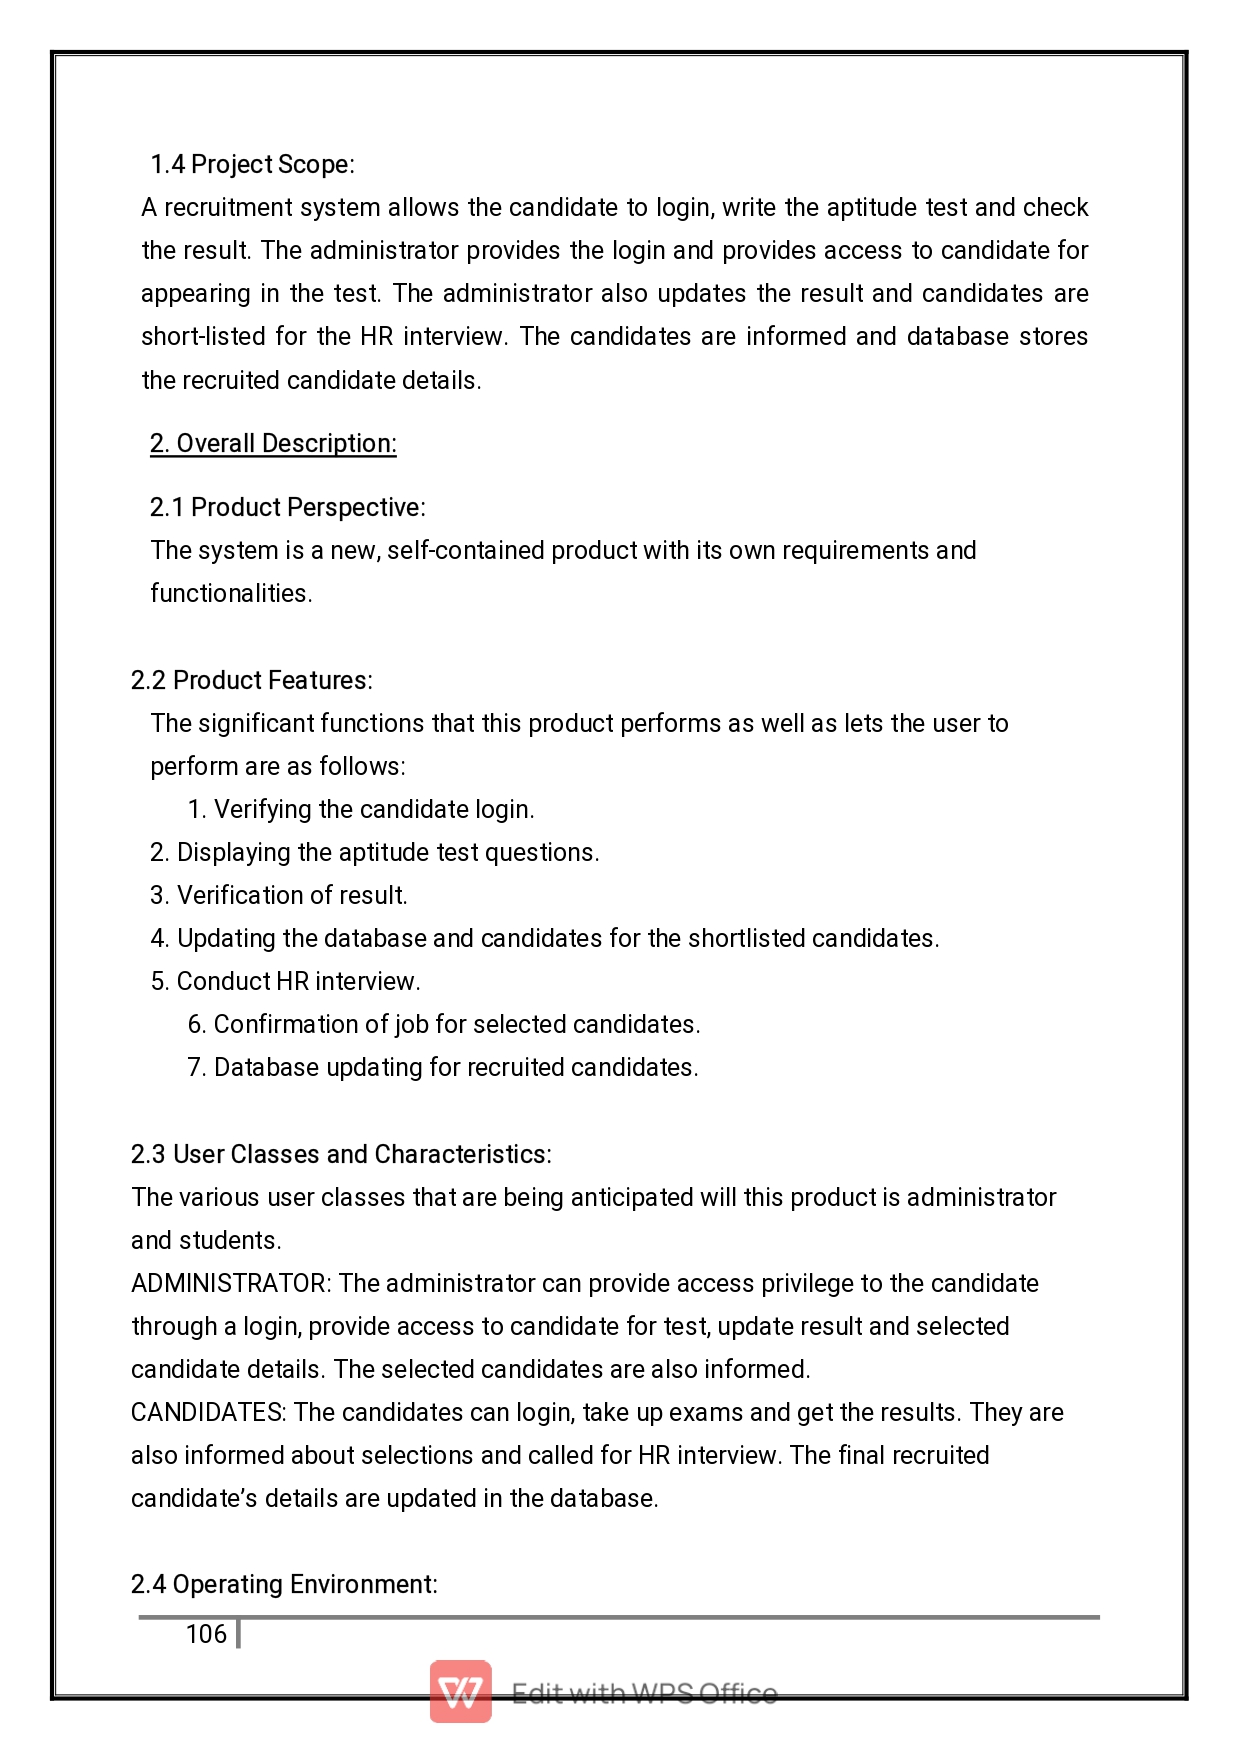 1.4 Project Scope:
A recruitment system allows the candidate to login, write the aptitude test and check
the result. The administrator provides the login and provides access to candidate for
appearing in the test. The administrator also updates the result and candidates are
short-listed for the HR interview. The candidates are informed and database stores
the recruited candidate details.
2. Overall Description:
2.1 Product Perspective:
The system is a new, self-contained product with its own requirements and
functionalities.
2.2 Product Features:
The significant functions that this product performs as well as lets the user to
perform are as follows:
1. Verifying the candidate login.
2. Displaying the aptitude test questions.
3. Verification of result.
4. Updating the database and candidates for the shortlisted candidates.
5. Conduct HR interview.
6. Confirmation of job for selected candidates.
7. Database updating for recruited candidates.
2.3 User Classes and Characteristics:
The various user classes that are being anticipated will this product is administrator
and students.
ADMINISTRATOR: The administrator can provide access privilege to the candidate
through a login, provide access to candidate for test, update result and selected
candidate details. The selected candidates are also informed.
CANDIDATES: The candidates can login, take up exams and get the results. They are
also informed about selections and called for HR interview. The final recruited
candidate’s details are updated in the database.
2.4 Operating Environment:
106
Edit with WPS Office